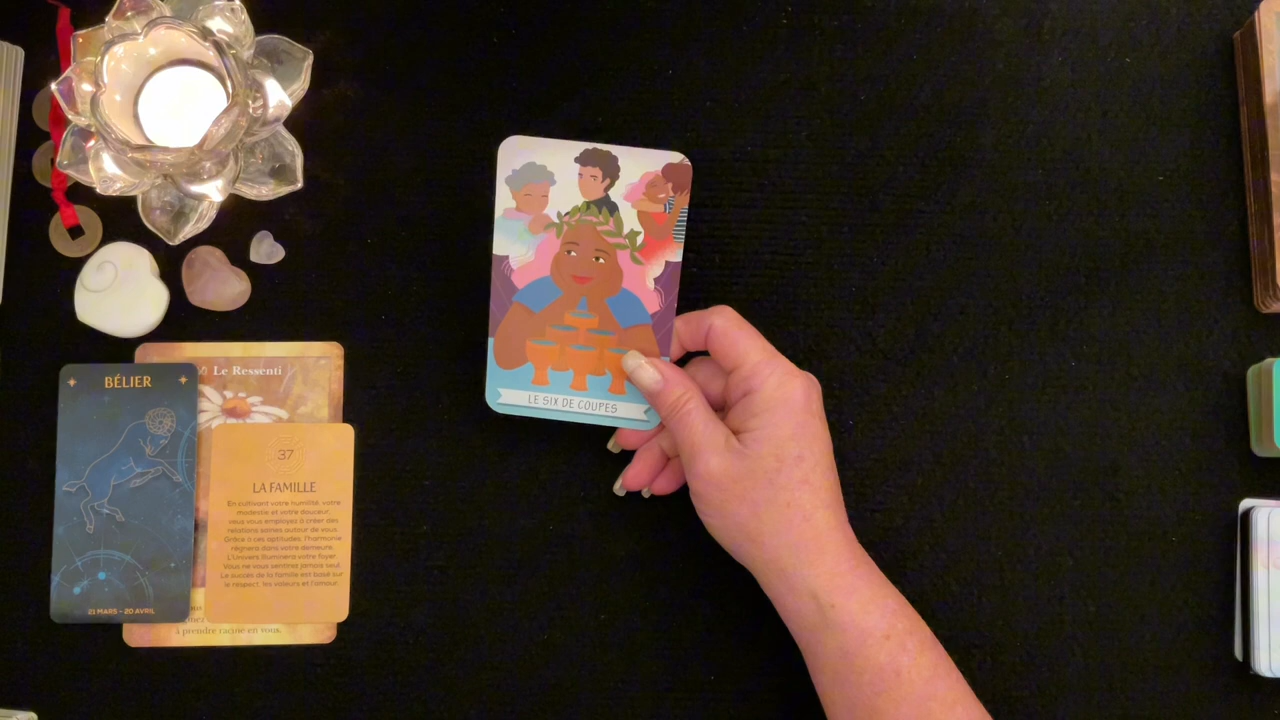 LE SIX DE COUPES
BÉLIER
21 MARS - 20 AVRIL
Le Ressenti
37
LA FAMILLE
En cultivant votre humilité, votre
modestie et votre douceur,
vous vous employez à créer des
relations saines autour de vous.
Grâce à ces aptitudes, l'harmonie
règnera dans votre demeure.
L'Univers illuminera votre foyer.
Vous ne vous sentirez jamais seul.
Le succès de la famille est basé sur
le respect, les valeurs et l'amour.
à prendre racine en vous.